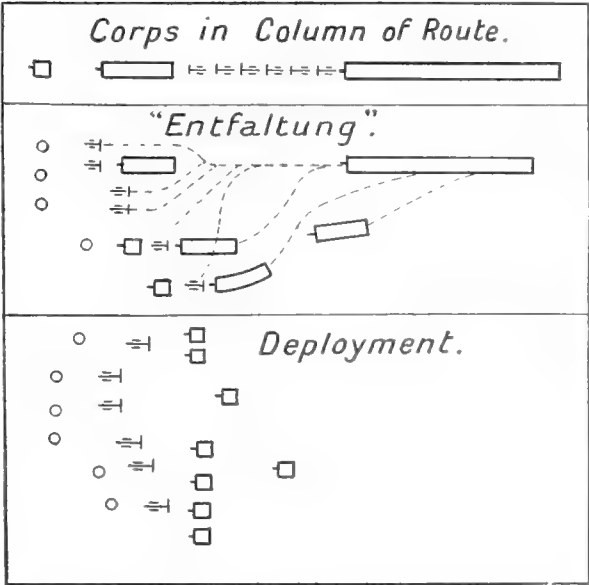 Corps in Column of Route.
"Entfaltung".
Deployment.